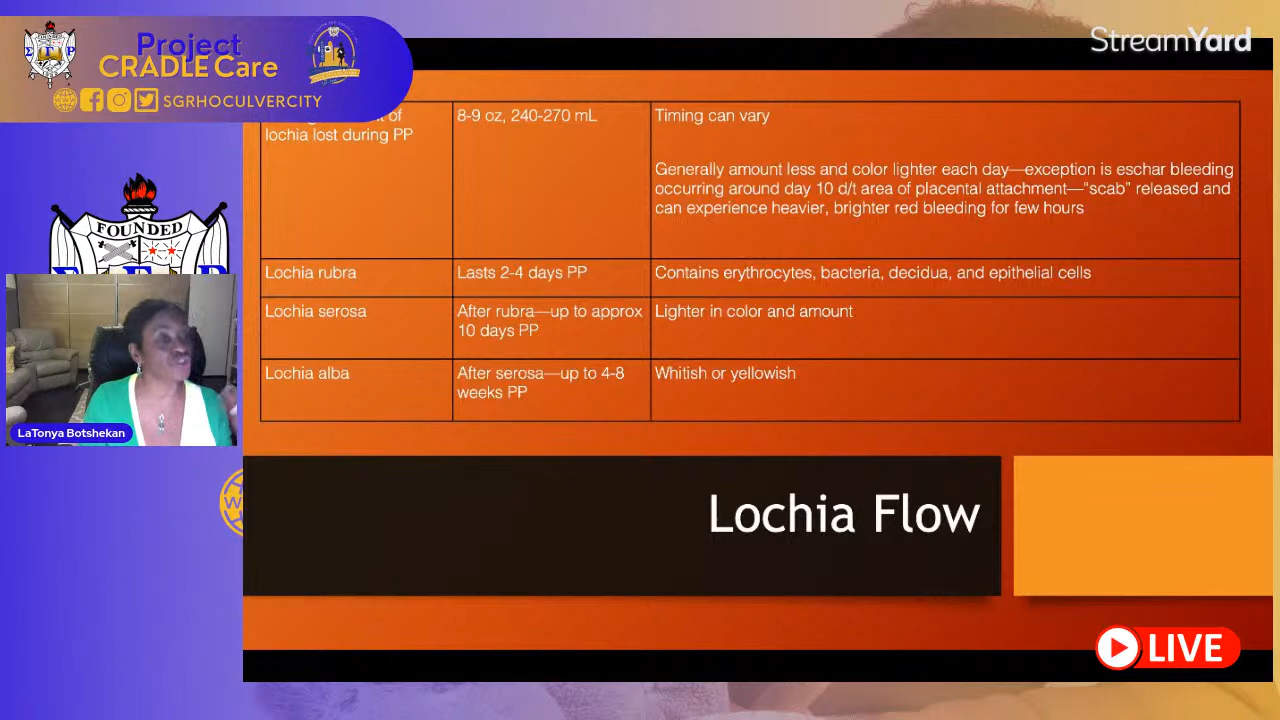 StreamYard
Project
CRADLE Care
SGRHOCULVERCITY
of
lochia lost during PP
8-9 oz, 240-270 mL
Timing can vary
Generally amount less and color lighter each day—exception is eschar bleeding
occurring around day 10 d/t area of placental attachment—“scab” released and
can experience heavier, brighter red bleeding for few hours
Lochia rubra
Lasts 2-4 days PP
Contains erythrocytes, bacteria, decidua, and epithelial cells
Lochia serosa
After rubra—up to approx
10 days PP
Lighter in color and amount
Lochia alba
After serosa—up to 4-8
weeks PP
Whitish or yellowish
FOUNDED
LaTonya Botshekan
Lochia Flow
LIVE